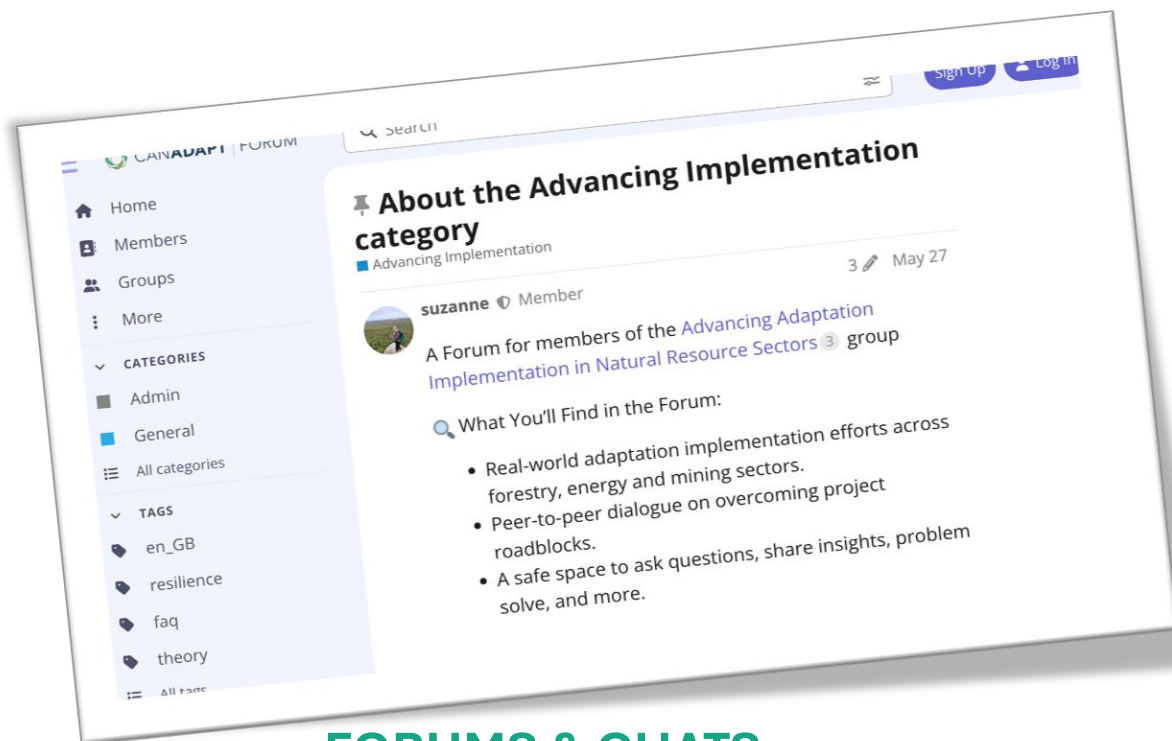 CANADAPT | FORUM
Search
Sign Up
Log In
Home
Members
Groups
More
CATEGORIES
Admin
General
All categories
TAGS
en_GB
resilience
faq
theory
All tags
About the Advancing Implementation
category
Advancing Implementation
suzanne Member
3 May 27
A Forum for members of the Advancing Adaptation
Implementation in Natural Resource Sectors 3 group
🔍 What You'll Find in the Forum:
• Real-world adaptation implementation efforts across
forestry, energy and mining sectors.
• Peer-to-peer dialogue on overcoming project
roadblocks.
• A safe space to ask questions, share insights, problem
solve, and more.
FORUMS & CHATS